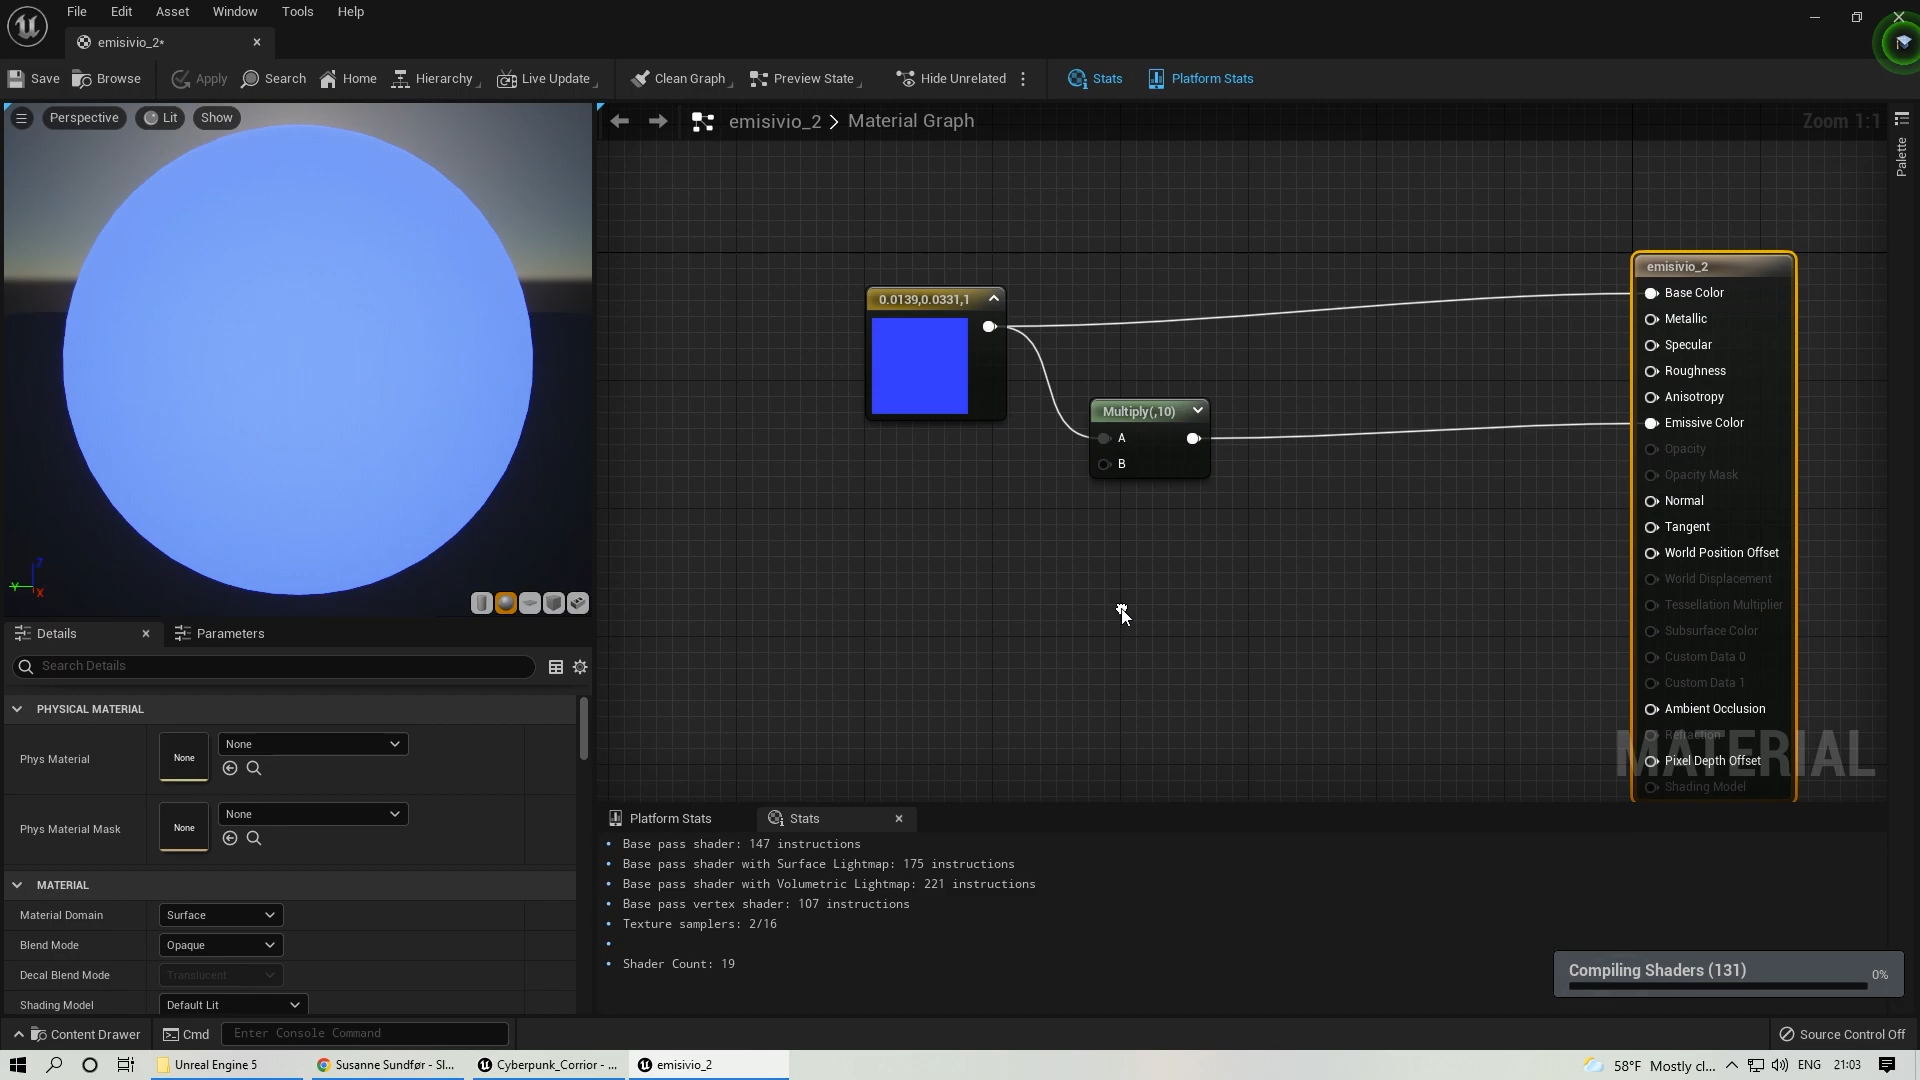 File Edit Asset Window Tools Help
emisivio_2*
Save Browse Apply Search Home Hierarchy Live Update Clean Graph Preview State Hide Unrelated Stats Platform Stats
Perspective Lit Show
emisivio_2 > Material Graph
Zoom 1:1
Palette
0.0139,0.0331,1
Multiply(,10)
A
B
emisivio_2
Base Color
Metallic
Specular
Roughness
Anisotropy
Emissive Color
Opacity
Opacity Mask
Normal
Tangent
World Position Offset
World Displacement
Tessellation Multiplier
Subsurface Color
Custom Data 0
Custom Data 1
Ambient Occlusion
Refraction
Pixel Depth Offset
Shading Model
MATERIAL
Z
Y
X
Details Parameters
Search Details
PHYSICAL MATERIAL
Phys Material None None
Phys Material Mask None None
MATERIAL
Material Domain Surface
Blend Mode Opaque
Decal Blend Mode Translucent
Shading Model Default Lit
Platform Stats Stats
• Base pass shader: 147 instructions
• Base pass shader with Surface Lightmap: 175 instructions
• Base pass shader with Volumetric Lightmap: 221 instructions
• Base pass vertex shader: 107 instructions
• Texture samplers: 2/16
•
• Shader Count: 19
Compiling Shaders (131) 0%
Content Drawer Cmd Enter Console Command Source Control Off
Unreal Engine 5 Susanne Sundfør - Sl... Cyberpunk_Corrior - ... emisivio_2 58°F Mostly cl... ENG 21:03